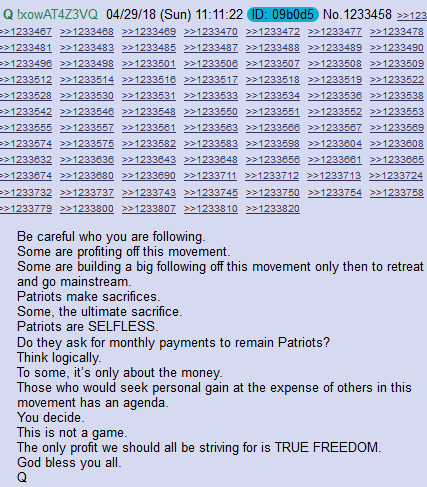 Q !xowAT4Z3VQ 04/29/18 (Sun) 11:11:22 ID: 09b0d5 No.1233458 >>123
>>1233467 >>1233468 >>1233469 >>1233470 >>1233472 >>1233477 >>1233478
>>1233481 >>1233483 >>1233485 >>1233487 >>1233488 >>1233489 >>1233490
>>1233496 >>1233498 >>1233501 >>1233506 >>1233507 >>1233508 >>1233509
>>1233512 >>1233514 >>1233516 >>1233517 >>1233518 >>1233519 >>1233522
>>1233528 >>1233530 >>1233531 >>1233533 >>1233534 >>1233536 >>1233538
>>1233542 >>1233546 >>1233548 >>1233550 >>1233551 >>1233552 >>1233553
>>1233555 >>1233557 >>1233561 >>1233563 >>1233566 >>1233567 >>1233569
>>1233574 >>1233575 >>1233582 >>1233583 >>1233598 >>1233604 >>1233608
>>1233632 >>1233636 >>1233643 >>1233648 >>1233656 >>1233661 >>1233665
>>1233674 >>1233680 >>1233690 >>1233711 >>1233712 >>1233713 >>1233724
>>1233732 >>1233737 >>1233743 >>1233745 >>1233750 >>1233754 >>1233758
>>1233779 >>1233800 >>1233807 >>1233810 >>1233820
Be careful who you are following.
Some are profiting off this movement.
Some are building a big following off this movement only then to retreat
and go mainstream.
Patriots make sacrifices.
Some, the ultimate sacrifice.
Patriots are SELFLESS.
Do they ask for monthly payments to remain Patriots?
Think logically.
To some, it's only about the money.
Those who would seek personal gain at the expense of others in this
movement has an agenda.
You decide.
This is not a game.
The only profit we should all be striving for is TRUE FREEDOM.
God bless you all.
Q